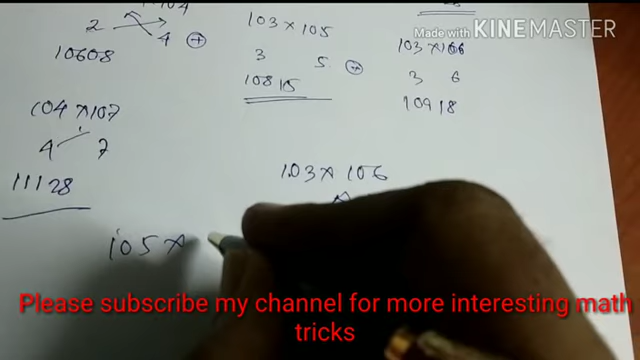 104
2
4 +
10608
103 × 105
3 5 +
10815
Made with KINEMASTER
103 × 106
3 6
10918
104 × 107
4 7
11128
103 × 106
105 ×
Please subscribe my channel for more interesting math
tricks